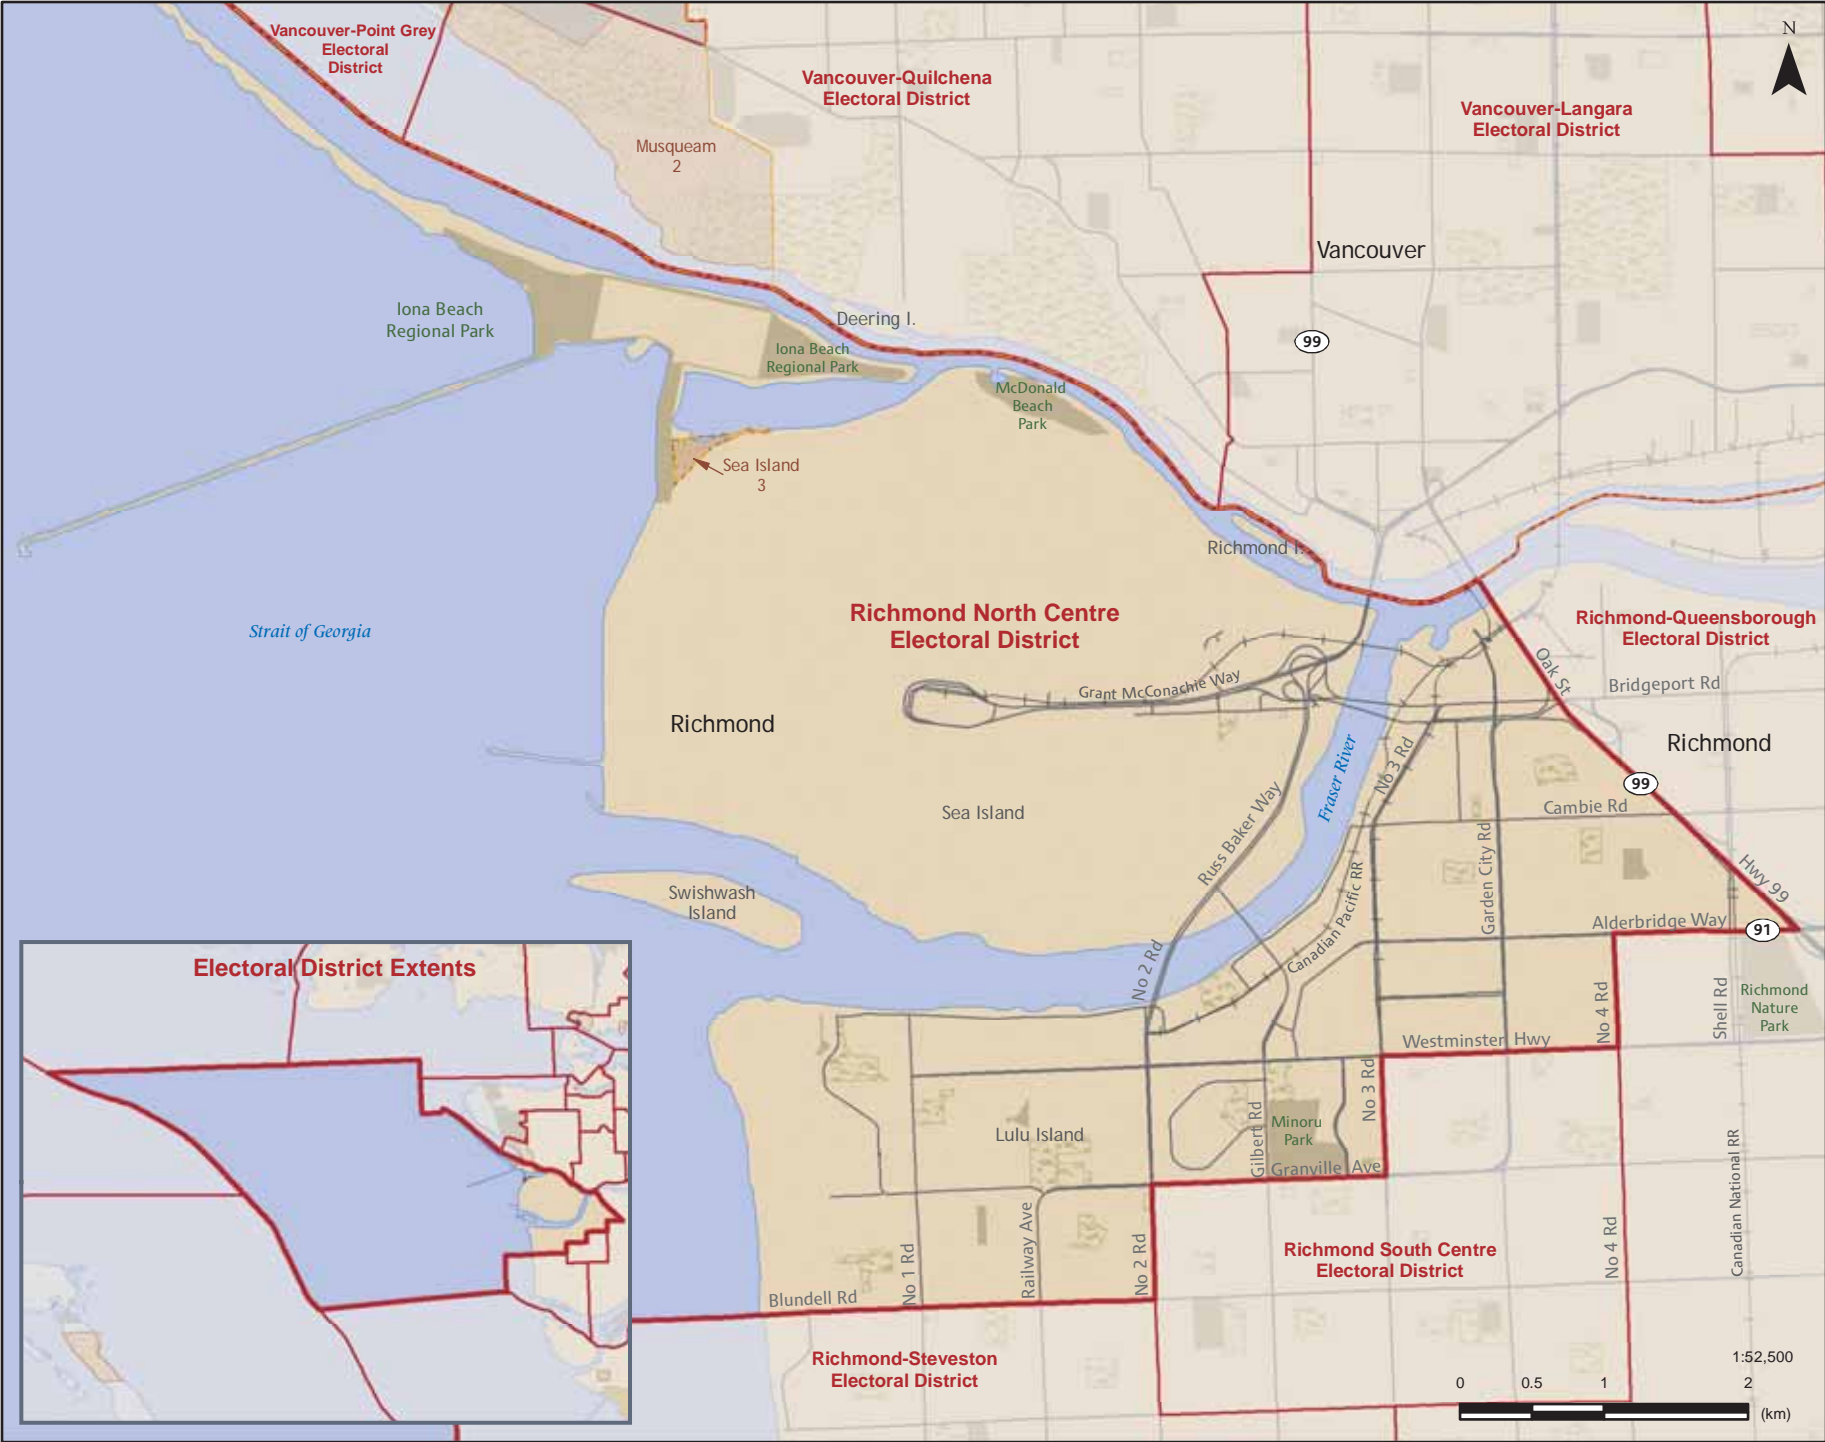 Vancouver-Point Grey
Electoral
District
Vancouver-Quilchena
Electoral District
Vancouver-Langara
Electoral District
N
Musqueam
2
Vancouver
Iona Beach
Regional Park
Deering I.
Iona Beach
Regional Park
99
McDonald
Beach
Park
Sea Island
3
Richmond I.
Strait of Georgia
Richmond North Centre
Electoral District
Richmond-Queensborough
Electoral District
Oak St
Bridgeport Rd
Grant McConachie Way
Richmond
Richmond
Fraser River
No 3 Rd
99
Cambie Rd
Sea Island
Russ Baker Way
Garden City Rd
Hwy 99
Swishwash
Island
Canadian Pacific RR
Alderbridge Way
91
No 2 Rd
Electoral District Extents
No 4 Rd
Shell Rd
Richmond
Nature
Park
Westminster Hwy
No 3 Rd
Lulu Island
Gilbert Rd
Minoru
Park
Granville Ave
Canadian National RR
No 1 Rd
Railway Ave
No 2 Rd
No 4 Rd
Richmond South Centre
Electoral District
Blundell Rd
Richmond-Steveston
Electoral District
1:52,500
0 0.5 1 2
(km)